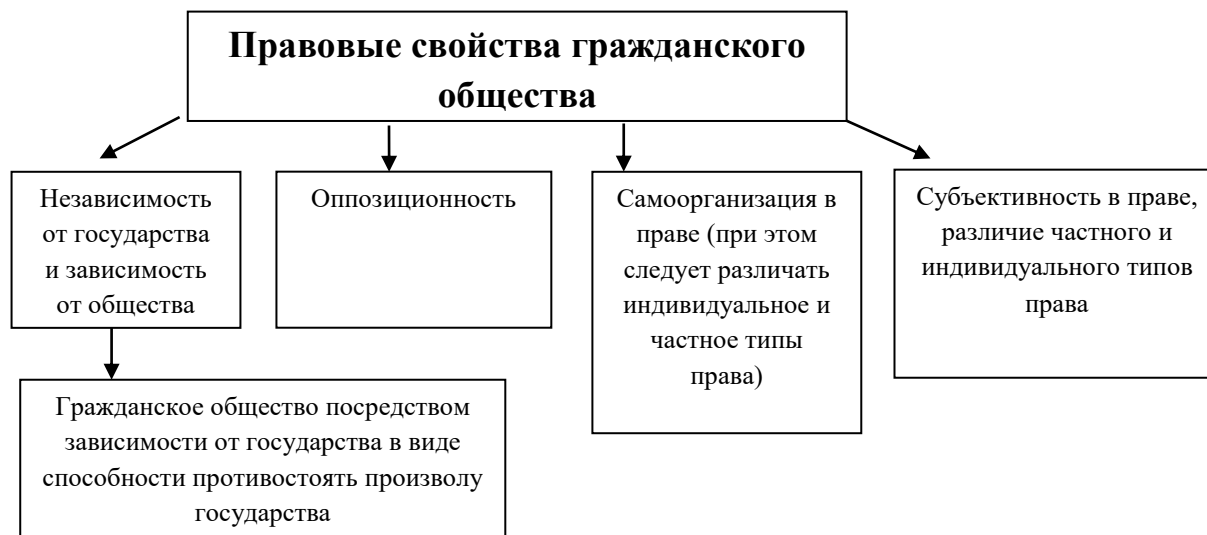 Правовые свойства гражданского
общества
Независимость
от государства
и зависимость
от общества
Оппозиционность
Самоорганизация в
праве (при этом
следует различать
индивидуальное и
частное типы
права)
Субъективность в праве,
различие частного и
индивидуального типов
права
Гражданское общество посредством
зависимости от государства в виде
способности противостоять произволу
государства